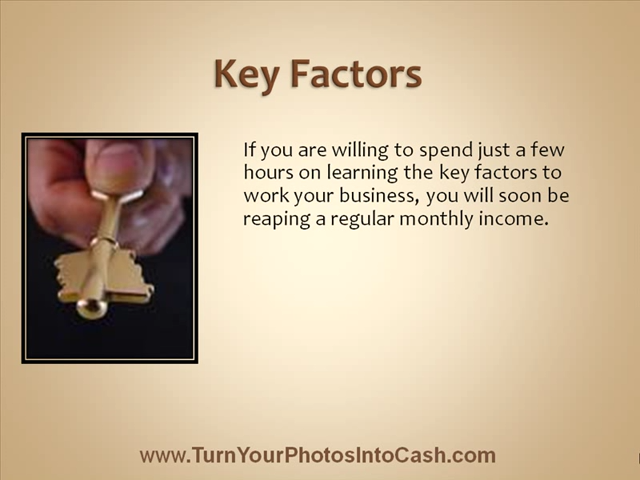 Key Factors
If you are willing to spend just a few
hours on learning the key factors to
work your business, you will soon be
reaping a regular monthly income.
www.TurnYourPhotosIntoCash.com